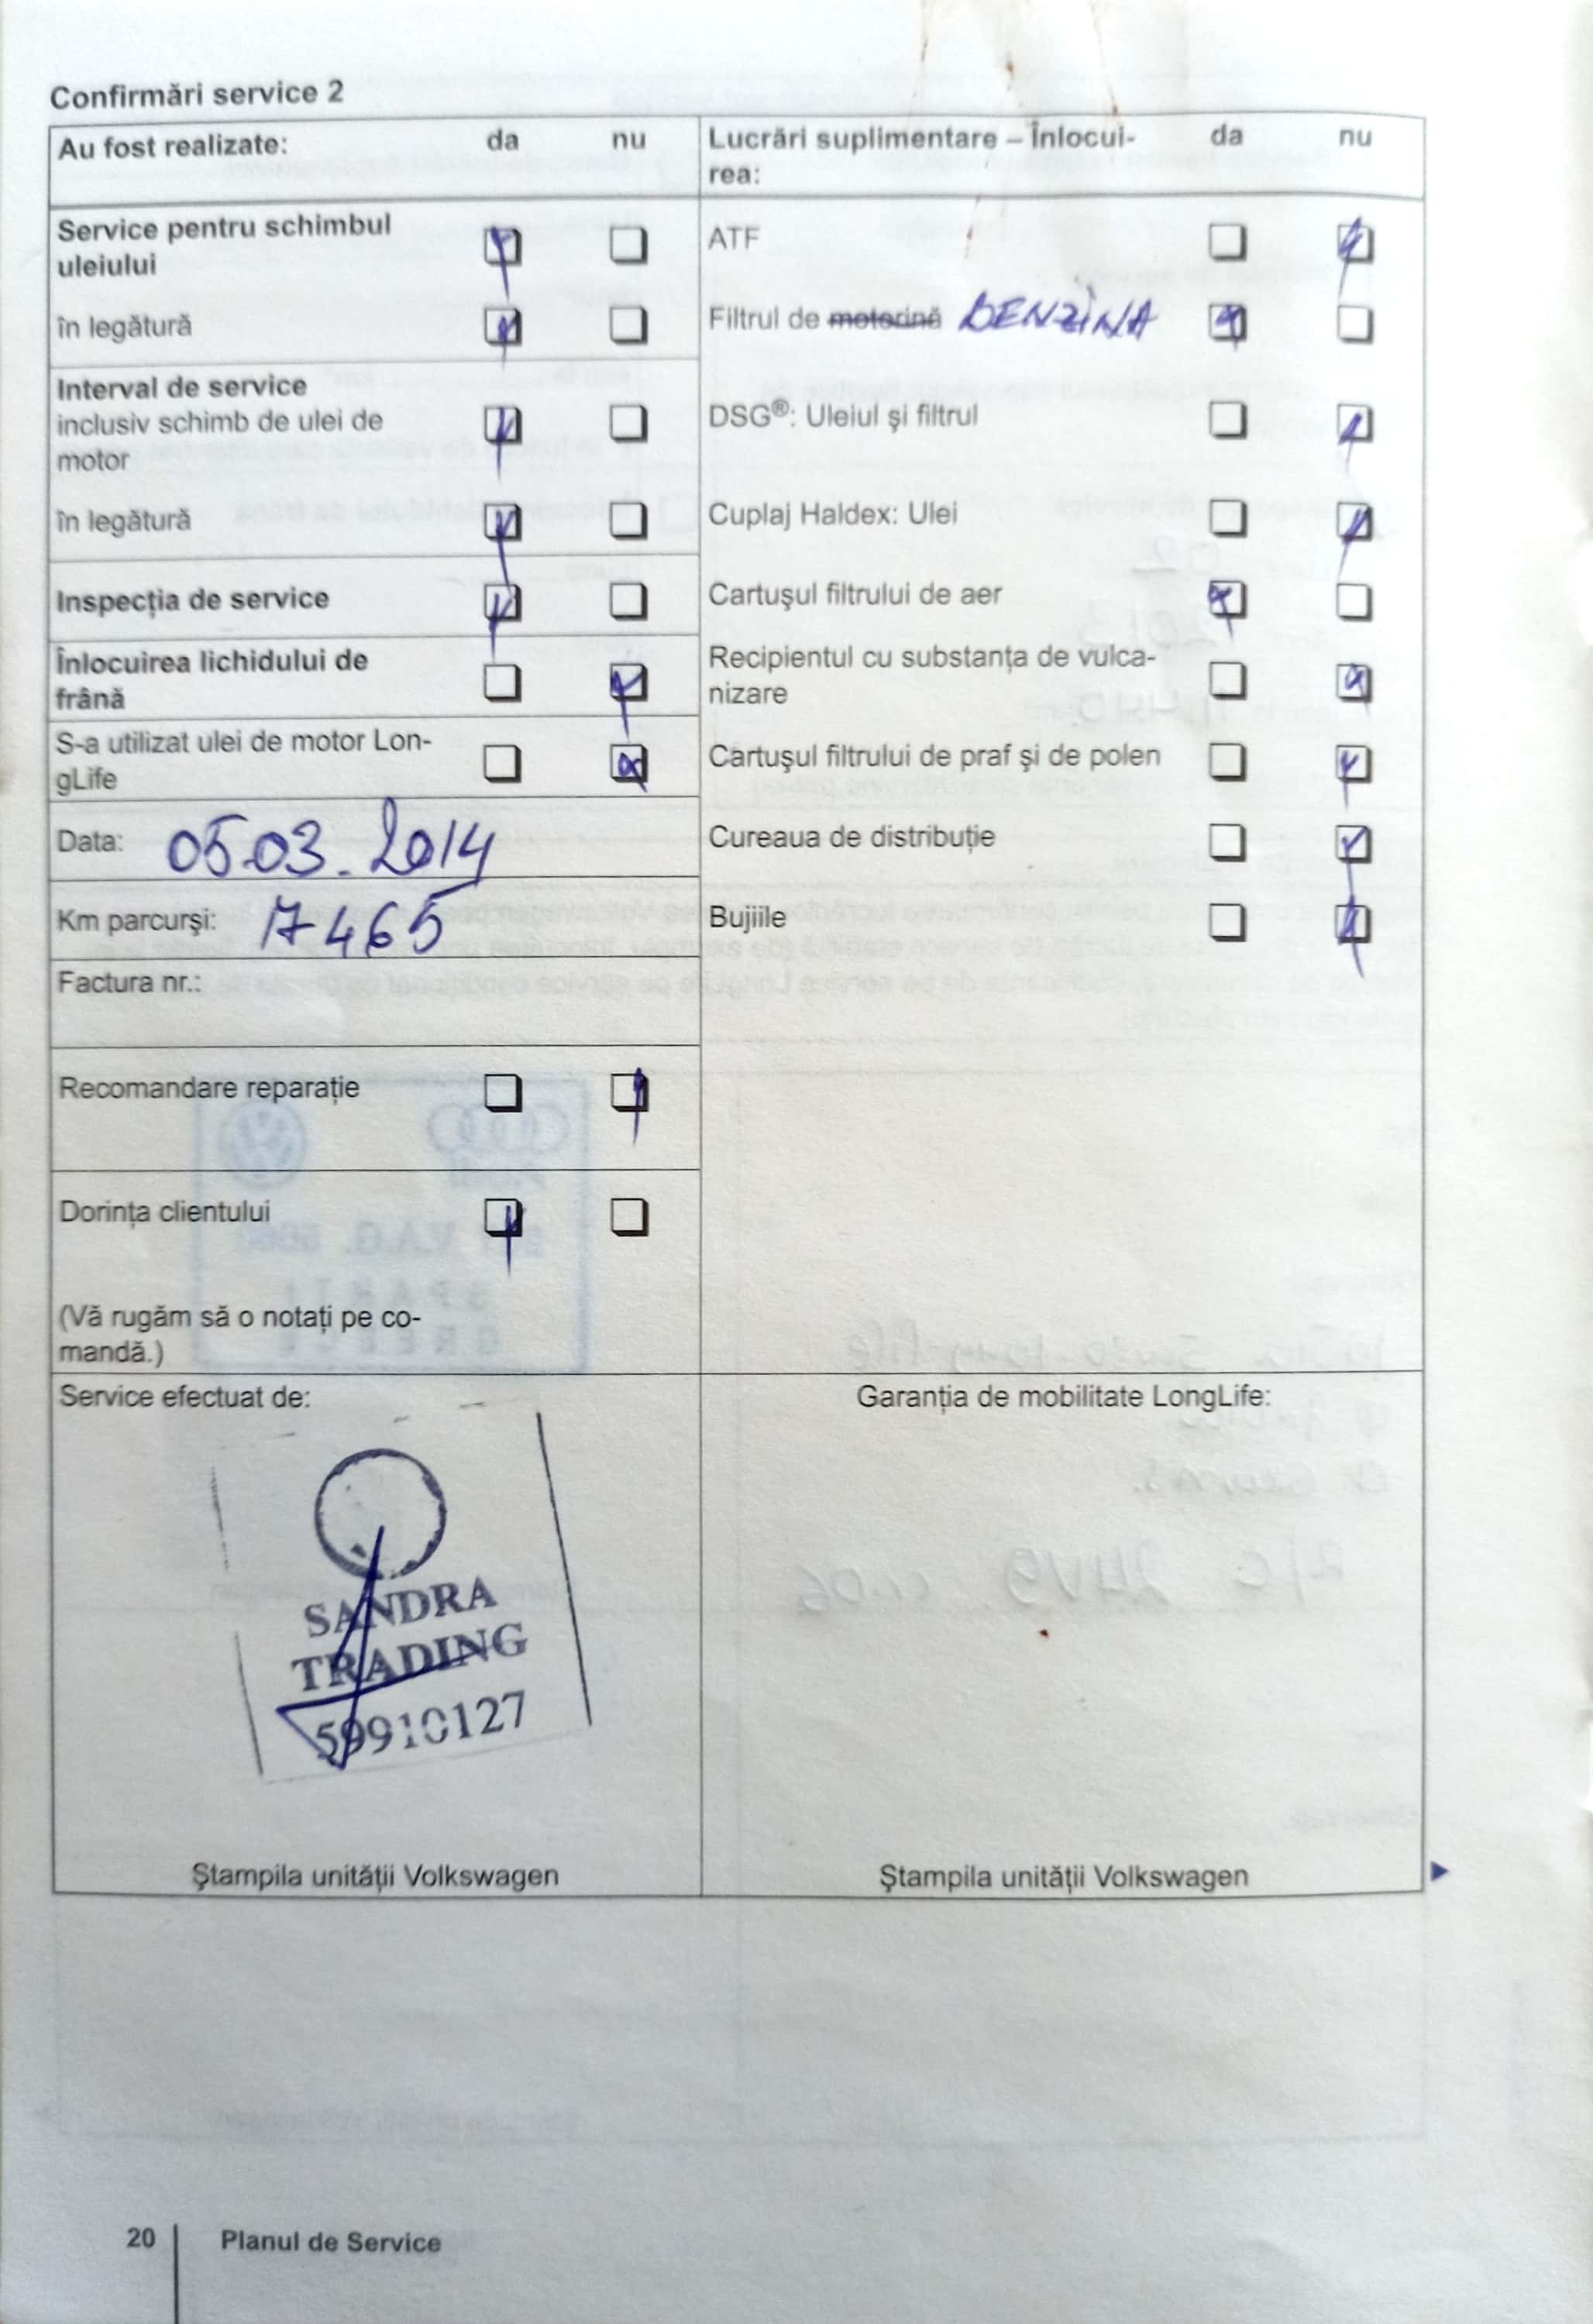 Confirmări service 2
Au fost realizate: da nu
Service pentru schimbul
uleiului
în legătură
Interval de service
inclusiv schimb de ulei de
motor
în legătură
Inspecția de service
Înlocuirea lichidului de
frână
S-a utilizat ulei de motor Lon-
gLife
Data: 05.03.2014
Km parcurşi: 17465
Factura nr.:
Recomandare reparație
Dorința clientului
(Vă rugăm să o notați pe co-
mandă.)
Service efectuat de:
SANDRA
TRADING
59910127
Ştampila unității Volkswagen
Lucrări suplimentare – Înlocui- da nu
rea:
ATF
Filtrul de motorină BENZINA
DSG®: Uleiul şi filtrul
Cuplaj Haldex: Ulei
Cartuşul filtrului de aer
Recipientul cu substanța de vulca-
nizare
Cartuşul filtrului de praf şi de polen
Cureaua de distribuție
Bujiile
Garanția de mobilitate LongLife:
Ştampila unității Volkswagen
20 Planul de Service